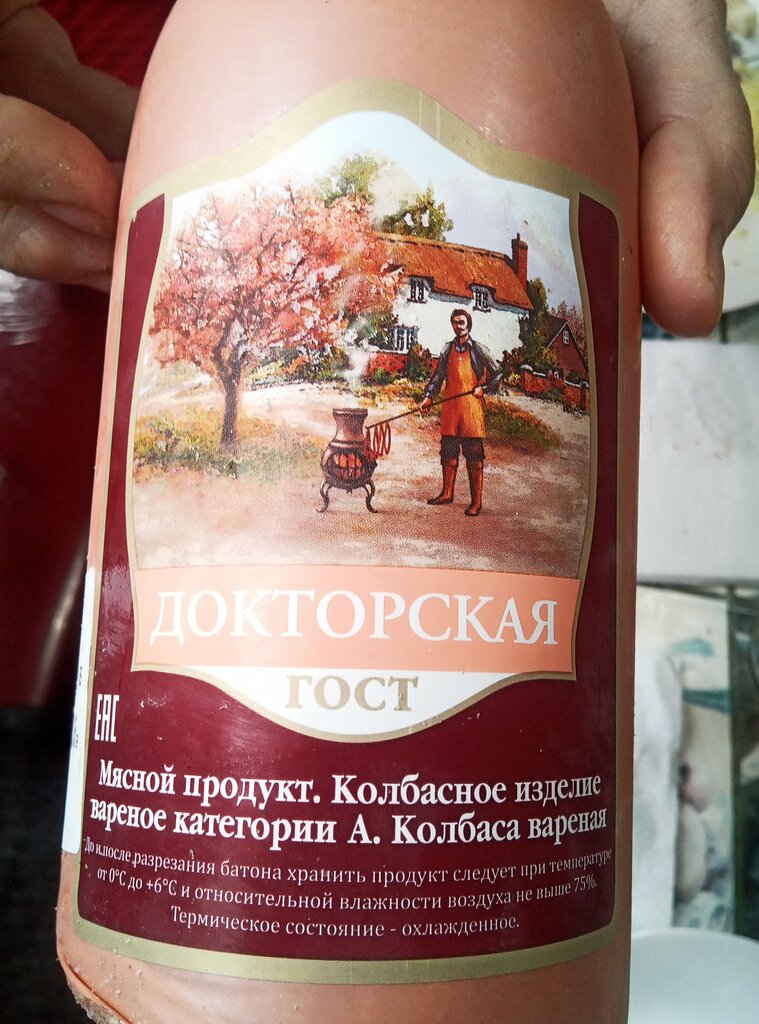 ДОКТОРСКАЯ
ГОСТ
ЕАС
Мясной продукт. Колбасное изделие
вареное категории А. Колбаса вареная
До и после разрезания батона хранить продукт следует при температуре
от 0°С до +6°С и относительной влажности воздуха не выше 75%.
Термическое состояние - охлажденное.